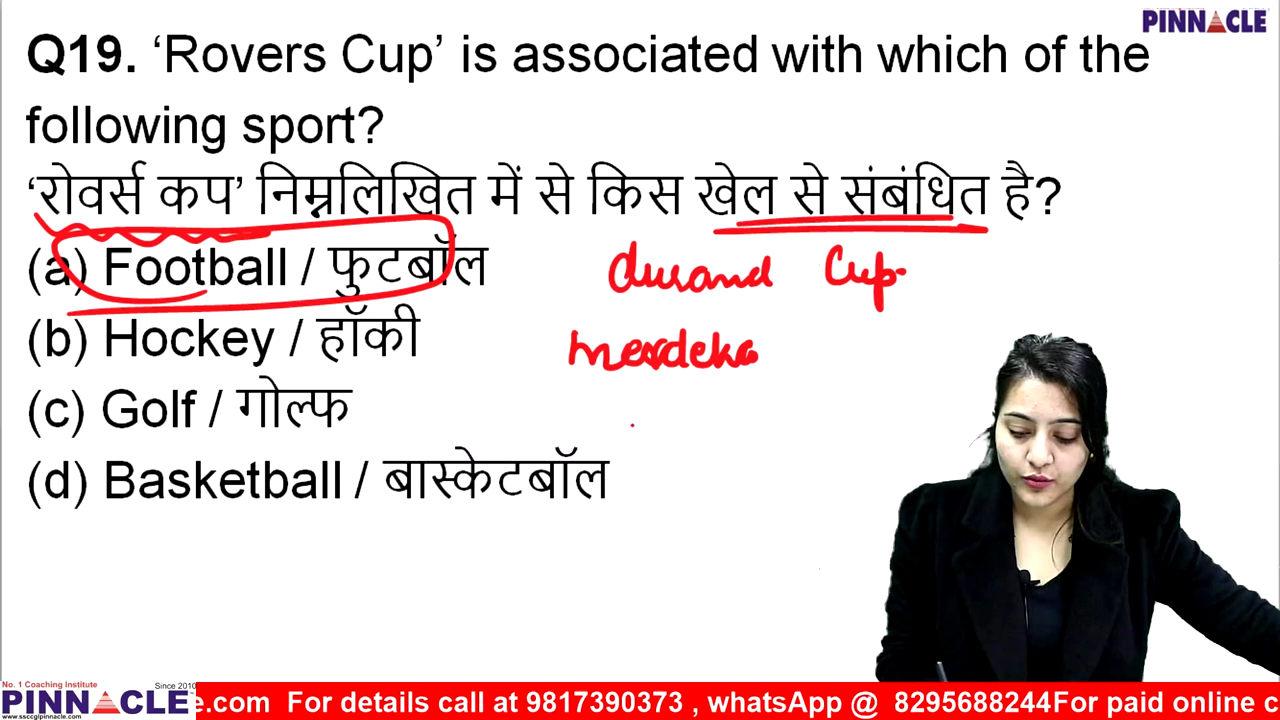 PINNACLE
Q19. ‘Rovers Cup’ is associated with which of the
following sport?
‘रोवर्स कप’ निम्नलिखित में से किस खेल से संबंधित है?
(a) Football / फुटबॉल
durand Cup
(b) Hockey / हॉकी
merdeka
(c) Golf / गोल्फ
(d) Basketball / बास्केटबॉल
No. 1 Coaching Institute
Since 2010
PINNACLE
www.ssccglpinnacle.com
e.com For details call at 9817390373 , whatsApp @ 8295688244For paid online c